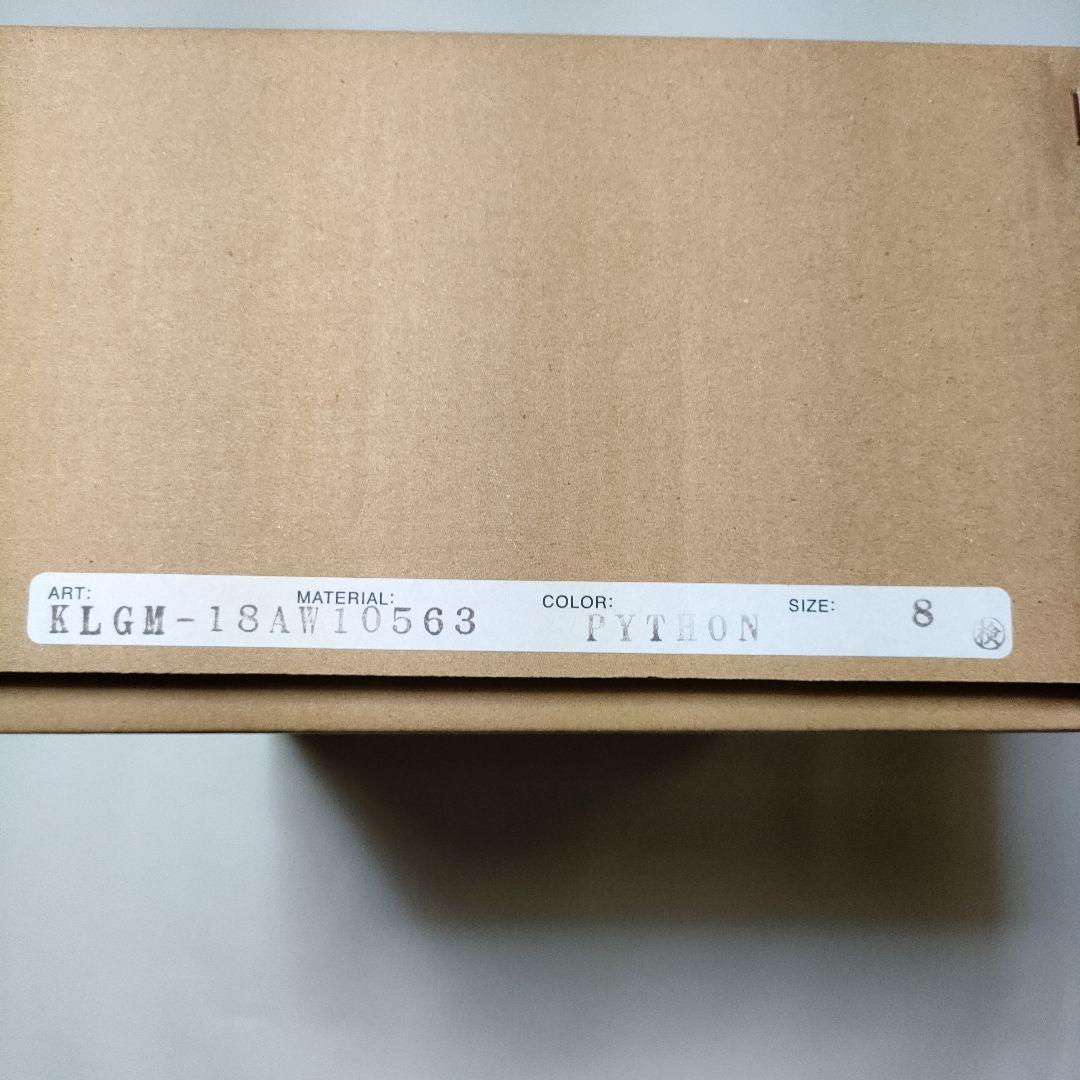 ART: MATERIAL: COLOR: SIZE: 8
KLGM-18AW10563 PYTHON 検